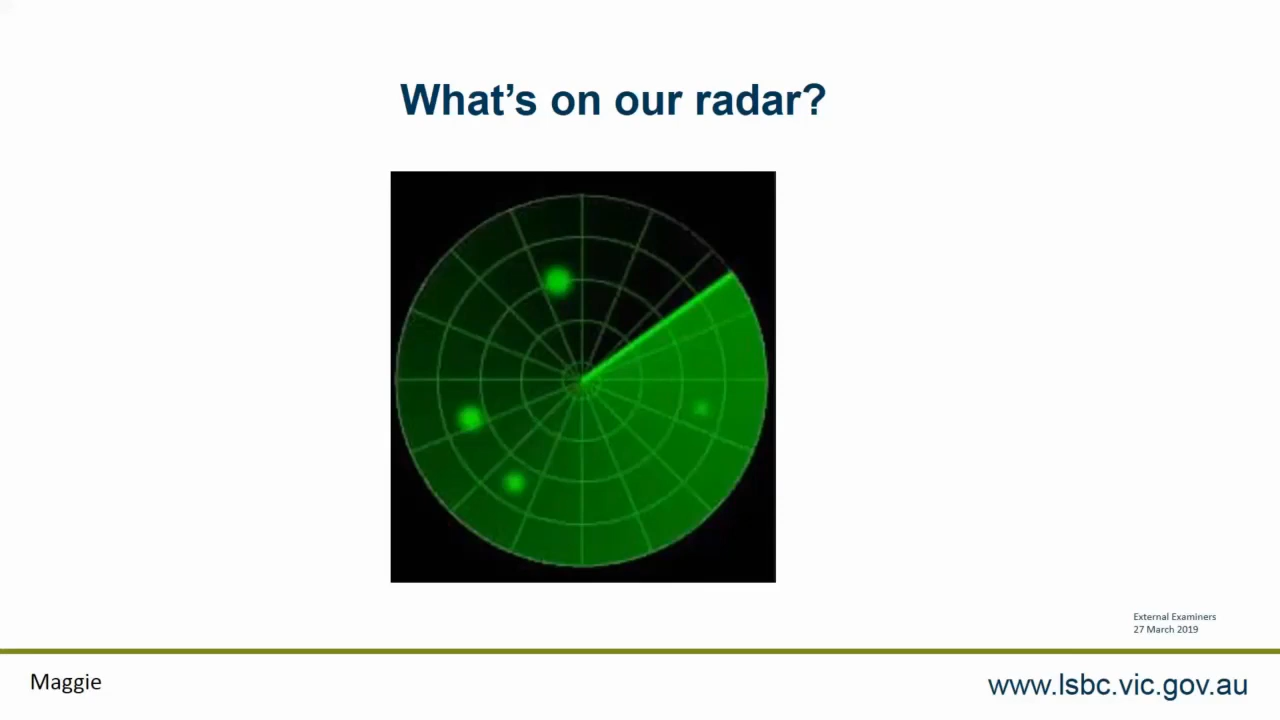 What’s on our radar?
External Examiners
27 March 2019
Maggie
www.lsbc.vic.gov.au